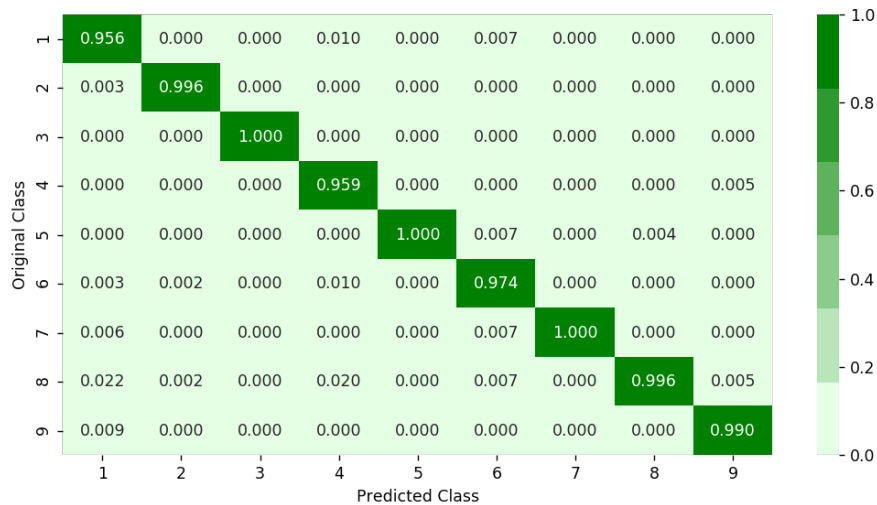 1 0.956 0.000 0.000 0.010 0.000 0.007 0.000 0.000 0.000
2 0.003 0.996 0.000 0.000 0.000 0.000 0.000 0.000 0.000
3 0.000 0.000 1.000 0.000 0.000 0.000 0.000 0.000 0.000
4 0.000 0.000 0.000 0.959 0.000 0.000 0.000 0.000 0.005
5 0.000 0.000 0.000 0.000 1.000 0.007 0.000 0.004 0.000
6 0.003 0.002 0.000 0.010 0.000 0.974 0.000 0.000 0.000
7 0.006 0.000 0.000 0.000 0.000 0.007 1.000 0.000 0.000
8 0.022 0.002 0.000 0.020 0.000 0.007 0.000 0.996 0.005
9 0.009 0.000 0.000 0.000 0.000 0.000 0.000 0.000 0.990
1 2 3 4 5 6 7 8 9
Predicted Class
Original Class
1.0
0.8
0.6
0.4
0.2
0.0